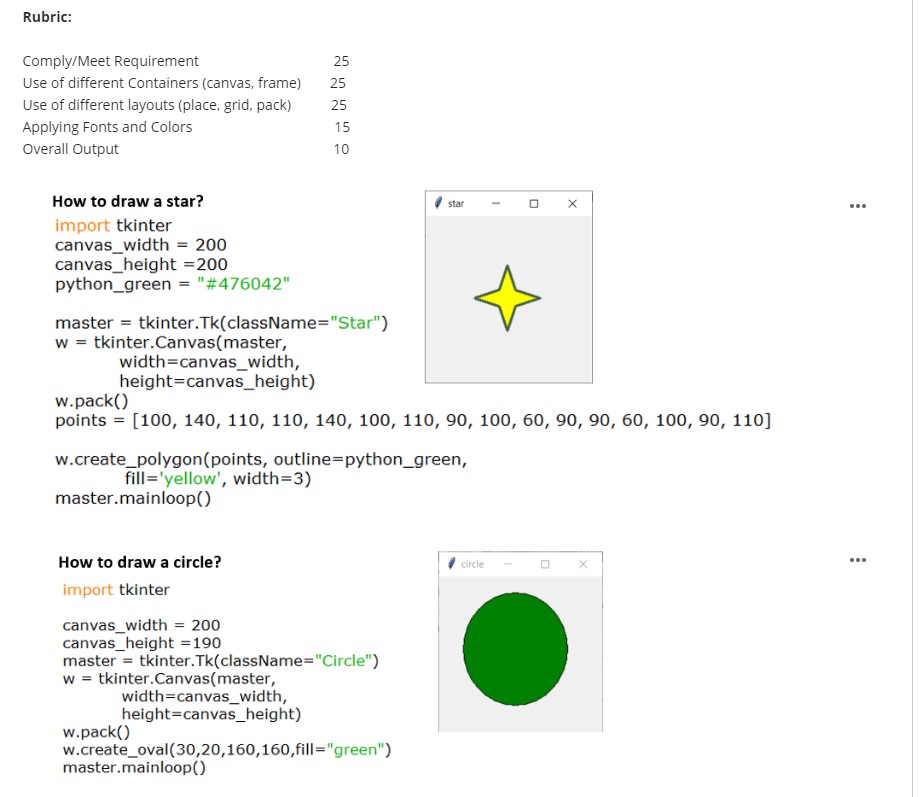 Rubric:
Comply/Meet Requirement 25
Use of different Containers (canvas, frame) 25
Use of different layouts (place, grid, pack) 25
Applying Fonts and Colors 15
Overall Output 10
How to draw a star?
import tkinter
canvas_width = 200
canvas_height =200
python_green = "#476042"
master = tkinter.Tk(className="Star")
w = tkinter.Canvas(master,
width=canvas_width,
height=canvas_height)
w.pack()
points = [100, 140, 110, 110, 140, 100, 110, 90, 100, 60, 90, 90, 60, 100, 90, 110]
w.create_polygon(points, outline=python_green,
fill='yellow', width=3)
master.mainloop()
star
How to draw a circle?
import tkinter
canvas_width = 200
canvas_height =190
master = tkinter.Tk(className="Circle")
w = tkinter.Canvas(master,
width=canvas_width,
height=canvas_height)
w.pack()
w.create_oval(30,20,160,160,fill="green")
master.mainloop()
circle